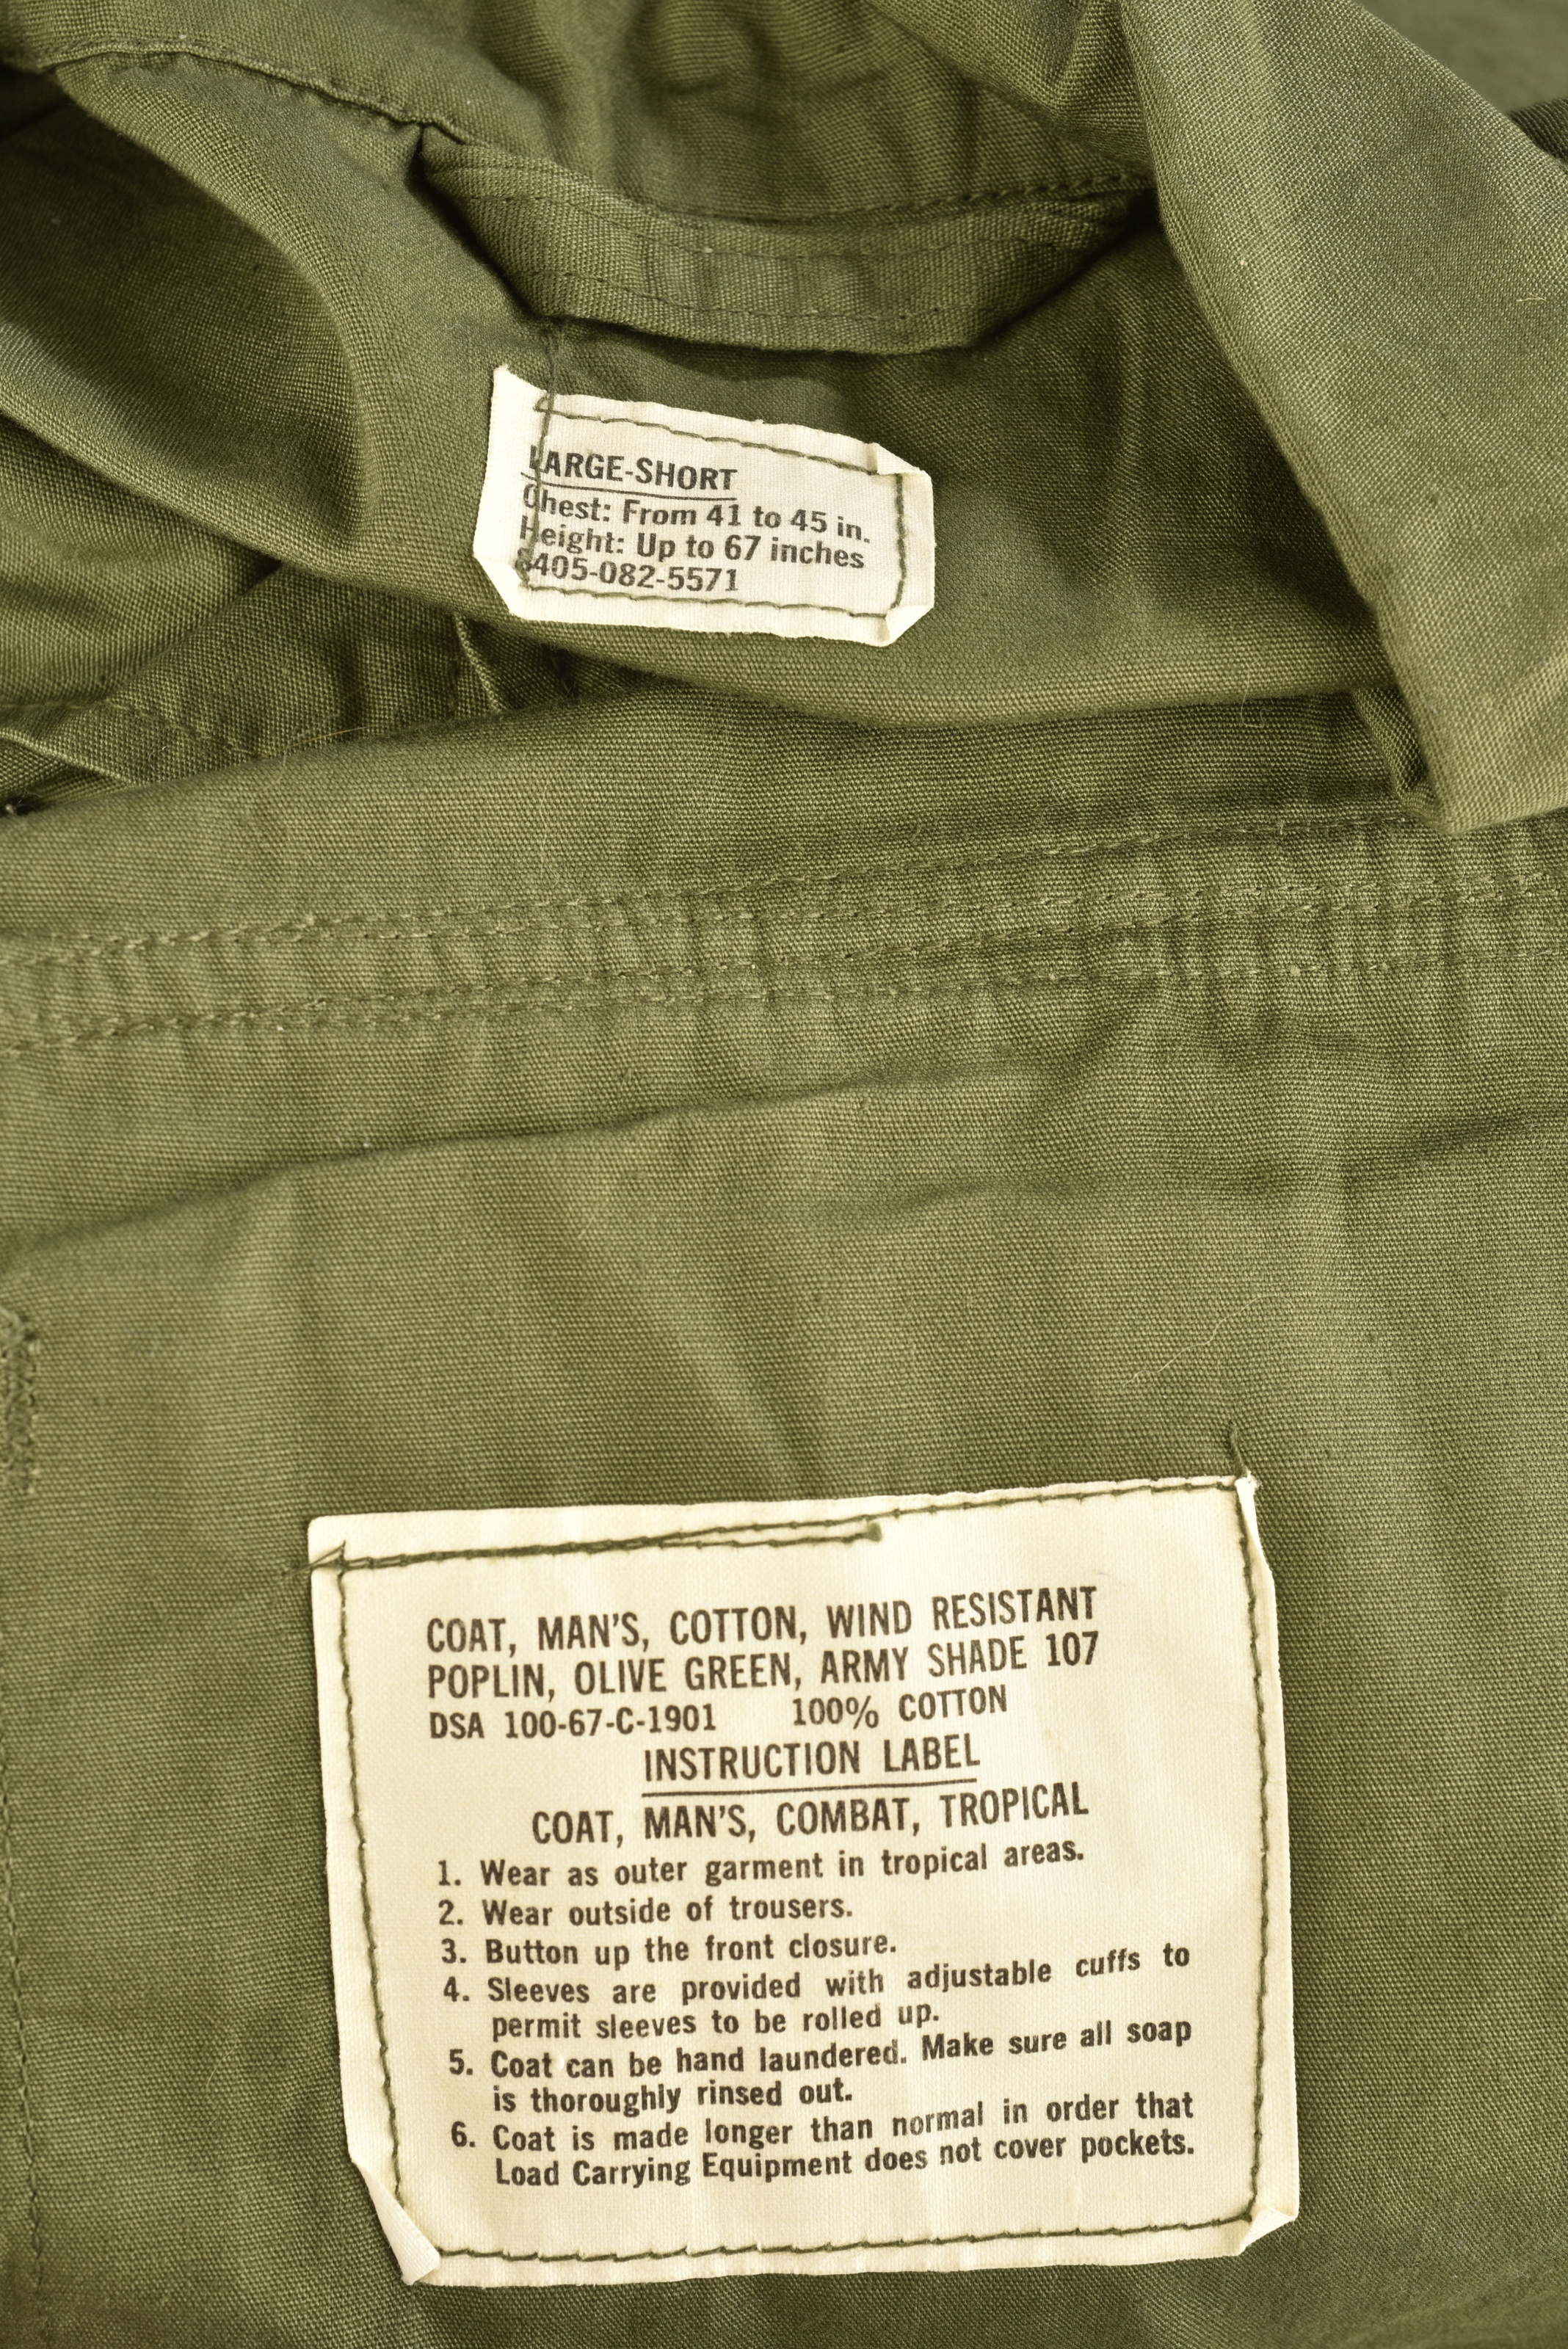 LARGE-SHORT
Chest: From 41 to 45 in.
Height: Up to 67 inches
8405-082-5571
COAT, MAN'S, COTTON, WIND RESISTANT
POPLIN, OLIVE GREEN, ARMY SHADE 107
DSA 100-67-C-1901 100% COTTON
INSTRUCTION LABEL
COAT, MAN'S, COMBAT, TROPICAL
1. Wear as outer garment in tropical areas.
2. Wear outside of trousers.
3. Button up the front closure.
4. Sleeves are provided with adjustable cuffs to
permit sleeves to be rolled up.
5. Coat can be hand laundered. Make sure all soap
is thoroughly rinsed out.
6. Coat is made longer than normal in order that
Load Carrying Equipment does not cover pockets.